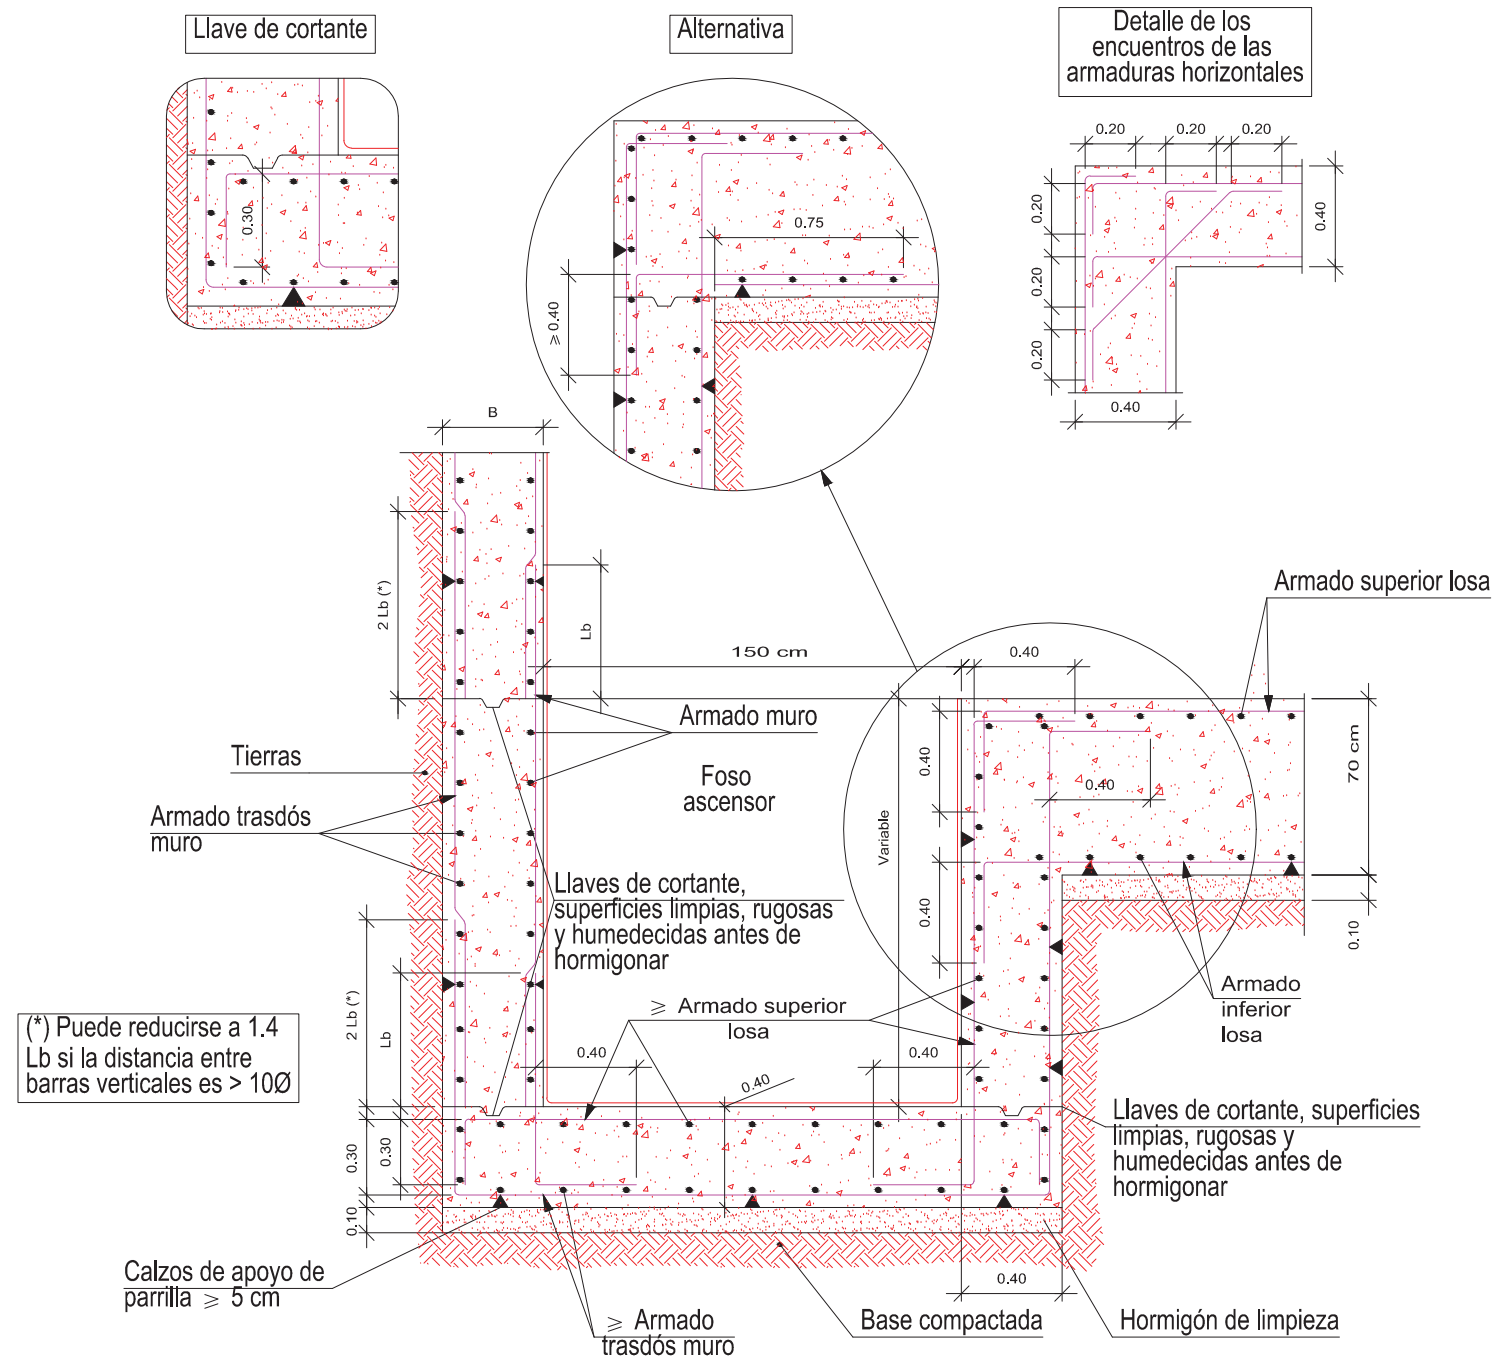 Llave de cortante
Alternativa
Detalle de los
encuentros de las
armaduras horizontales
0.30
0.75
≥ 0.40
0.20
0.20
0.20
0.20
0.20
0.20
0.40
0.40
B
2 Lb (*)
Lb
150 cm
0.40
Armado superior losa
Armado muro
Tierras
Foso
ascensor
Armado trasdós
muro
Variable
0.40
0.40
0.40
70 cm
0.10
Llaves de cortante,
superficies limpias, rugosas
y humedecidas antes de
hormigonar
Armado
inferior
losa
≥ Armado superior
losa
(*) Puede reducirse a 1.4
Lb si la distancia entre
barras verticales es > 10Ø
2 Lb (*)
Lb
0.40
0.40
0.40
Llaves de cortante, superficies
limpias, rugosas y
humedecidas antes de
hormigonar
0.30
0.30
0.10
Calzos de apoyo de
parrilla ≥ 5 cm
≥ Armado
trasdós muro
Base compactada
0.40
Hormigón de limpieza